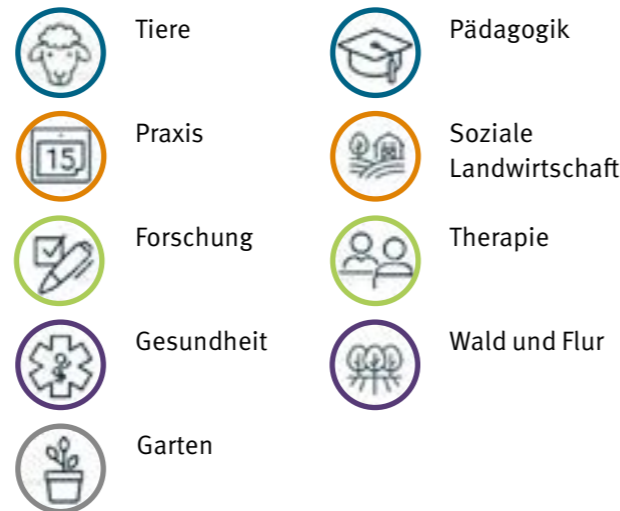 Tiere
Pädagogik
15
Praxis
Soziale
Landwirtschaft
Forschung
Therapie
Gesundheit
Wald und Flur
Garten